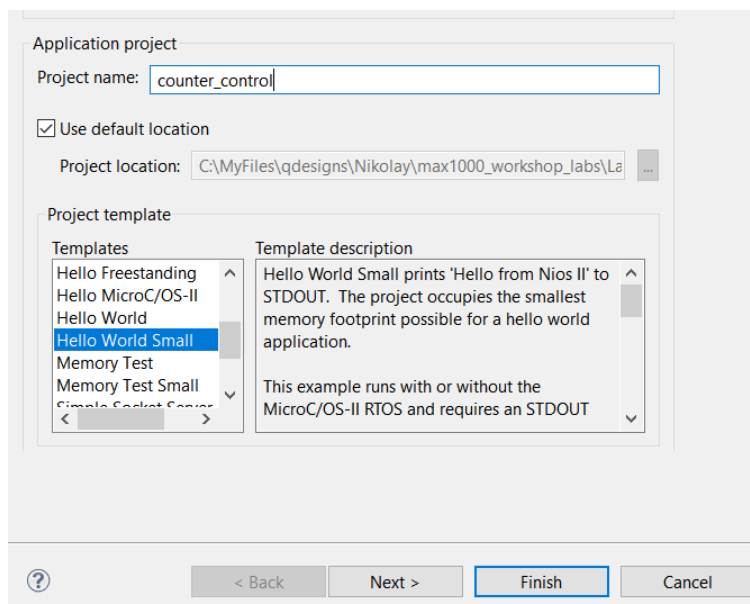 Application project
Project name: counter_control
Use default location
Project location: C:\MyFiles\qdesigns\Nikolay\max1000_workshop_labs\La ...
Project template
Templates
Hello Freestanding
Hello MicroC/OS-II
Hello World
Hello World Small
Memory Test
Memory Test Small
Simple Socket Server
Template description
Hello World Small prints 'Hello from Nios II' to
STDOUT. The project occupies the smallest
memory footprint possible for a hello world
application.
This example runs with or without the
MicroC/OS-II RTOS and requires an STDOUT
? < Back Next > Finish Cancel